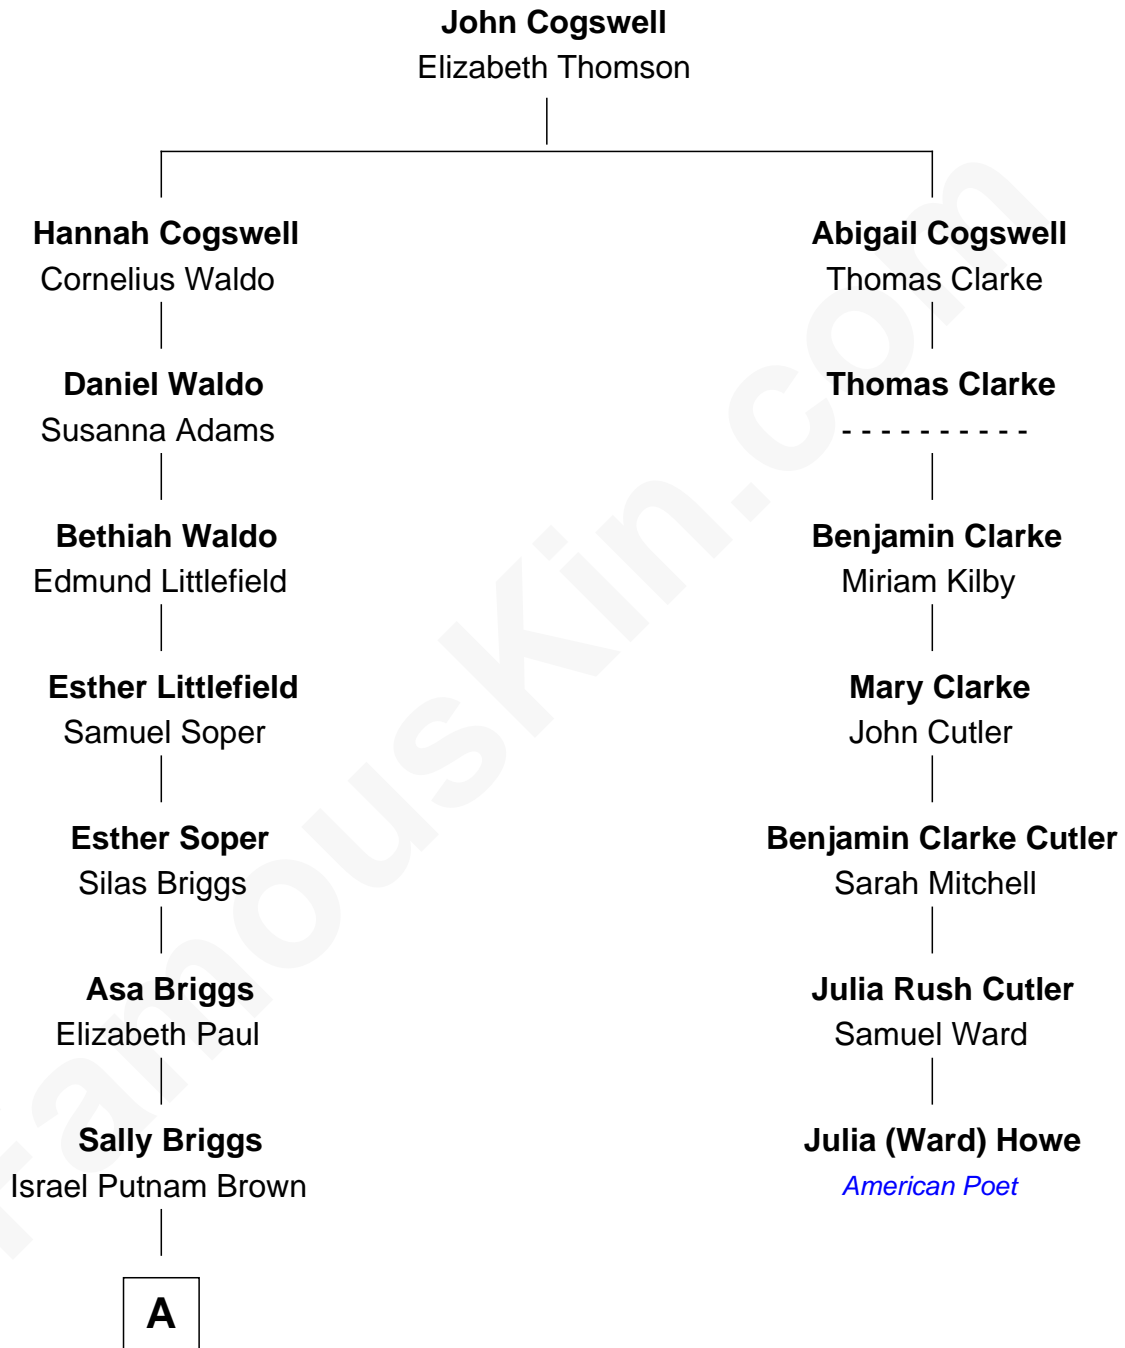 John Cogswell
Elizabeth Thomson
Hannah Cogswell
Cornelius Waldo
Abigail Cogswell
Thomas Clarke
Daniel Waldo
Susanna Adams
Thomas Clarke
- - - - - - - - - -
Bethiah Waldo
Edmund Littlefield
Benjamin Clarke
Miriam Kilby
Esther Littlefield
Samuel Soper
Mary Clarke
John Cutler
Esther Soper
Silas Briggs
Benjamin Clarke Cutler
Sarah Mitchell
Asa Briggs
Elizabeth Paul
Julia Rush Cutler
Samuel Ward
Sally Briggs
Israel Putnam Brown
Julia (Ward) Howe
American Poet
A
FamousKin.com